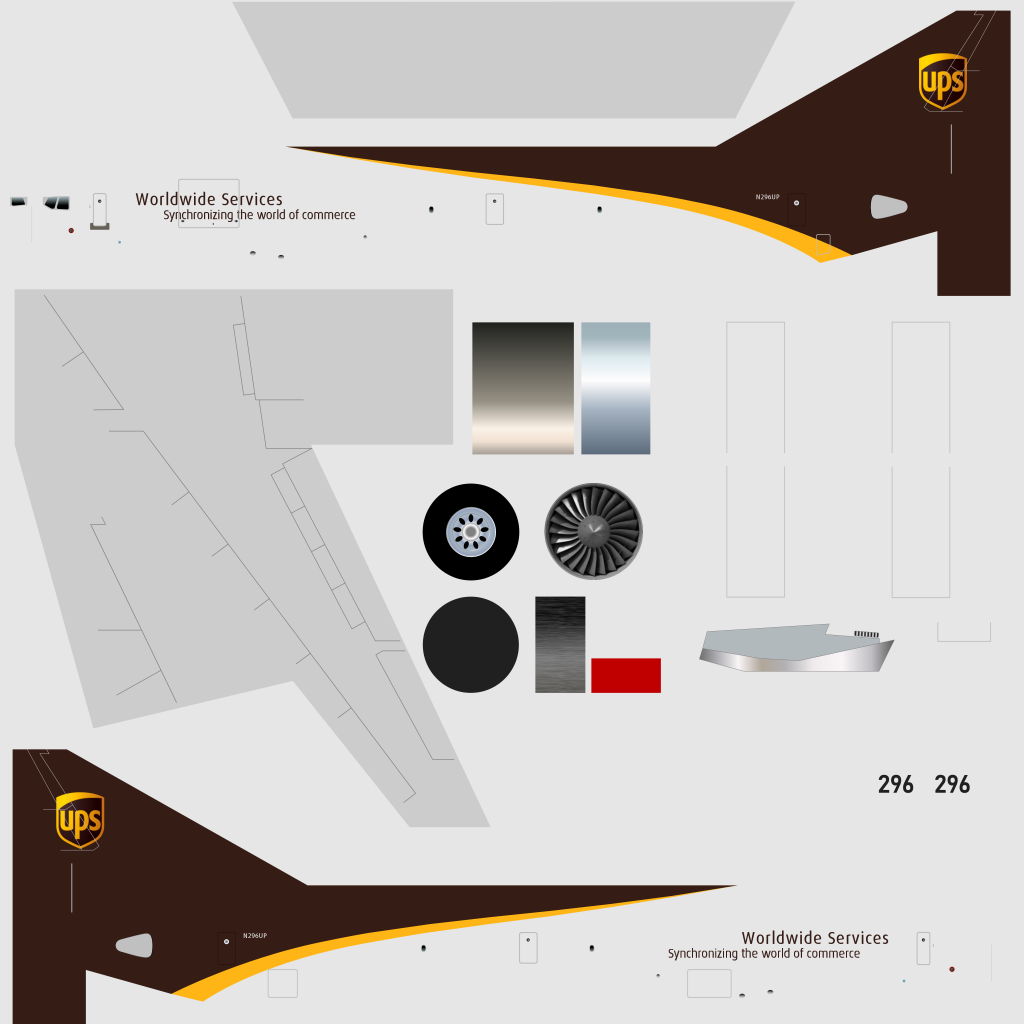 ups
Worldwide Services
Synchronizing the world of commerce
N296UP
296 296
ups
N296UP
Worldwide Services
Synchronizing the world of commerce